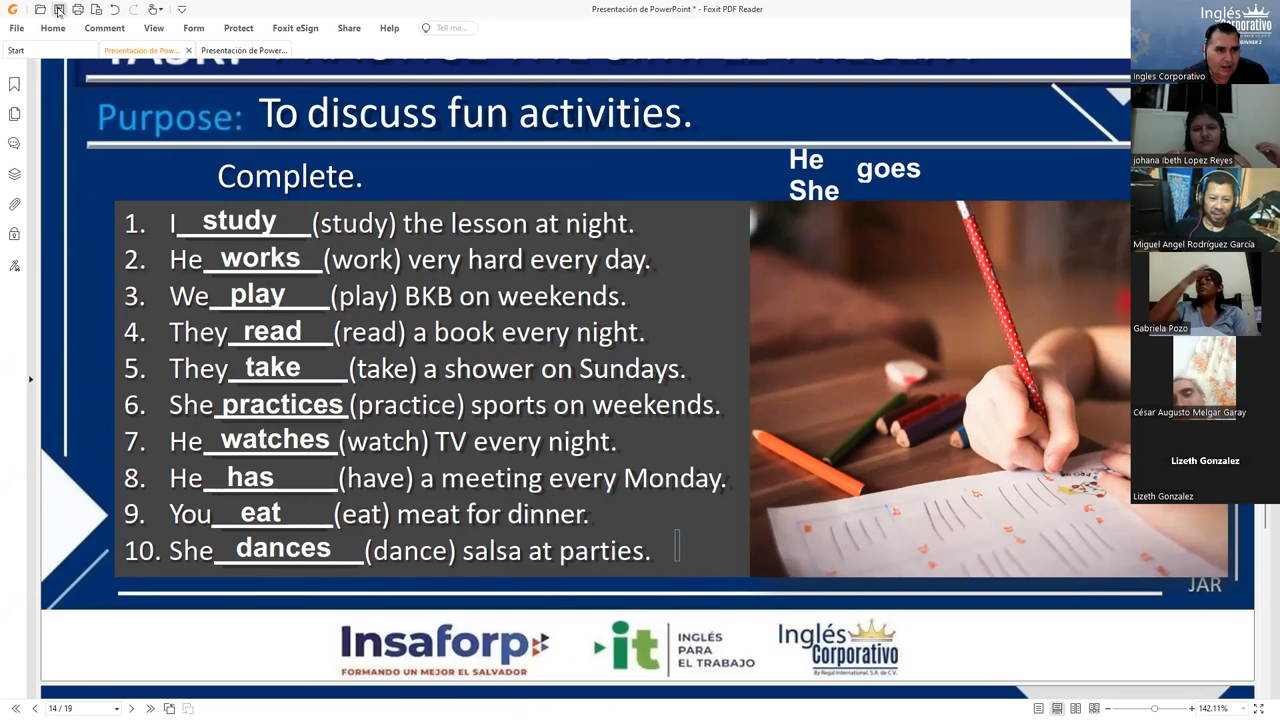 Presentación de PowerPoint * - Foxit PDF Reader
File Home Comment View Form Protect Foxit eSign Share Help Tell me...
Start Presentación de Pow... × Presentación de Power...
Purpose: To discuss fun activities.
Complete.
He
She
goes
1. I study (study) the lesson at night.
2. He works (work) very hard every day.
3. We play (play) BKB on weekends.
4. They read (read) a book every night.
5. They take (take) a shower on Sundays.
6. She practices (practice) sports on weekends.
7. He watches (watch) TV every night.
8. He has (have) a meeting every Monday.
9. You eat (eat) meat for dinner.
10. She dances (dance) salsa at parties.
JAR
Insaforp
FORMANDO UN MEJOR EL SALVADOR
it
INGLÉS
PARA
EL TRABAJO
Inglés
Corporativo
By Regal International, S.A. de C.V.
Inglés
Corporativo
Ingles Corporativo
johana lbeth Lopez Reyes
Miguel Angel Rodríguez García
Gabriela Pozo
César Augusto Melgar Garay
Lizeth Gonzalez
Lizeth Gonzalez
14 / 19
142.11%